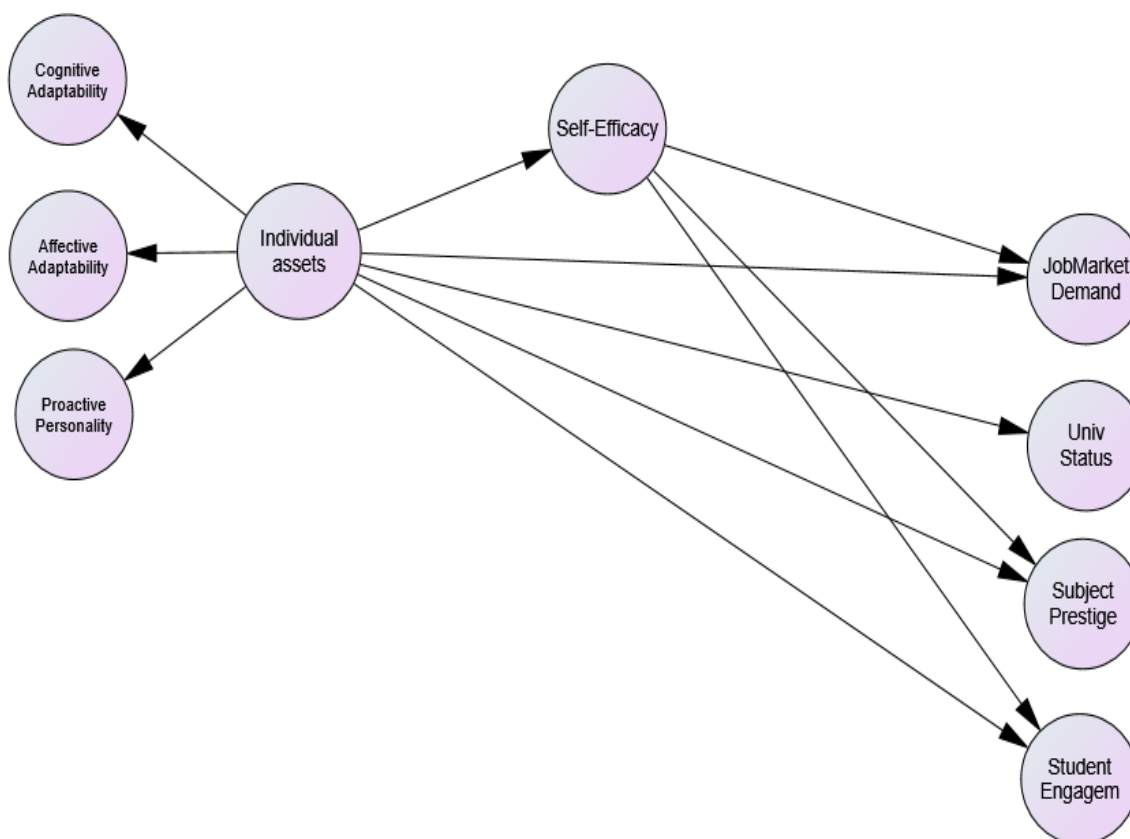 Cognitive
Adaptability
Self-Efficacy
Affective
Adaptability
Individual
assets
JobMarket
Demand
Proactive
Personality
Univ
Status
Subject
Prestige
Student
Engagem